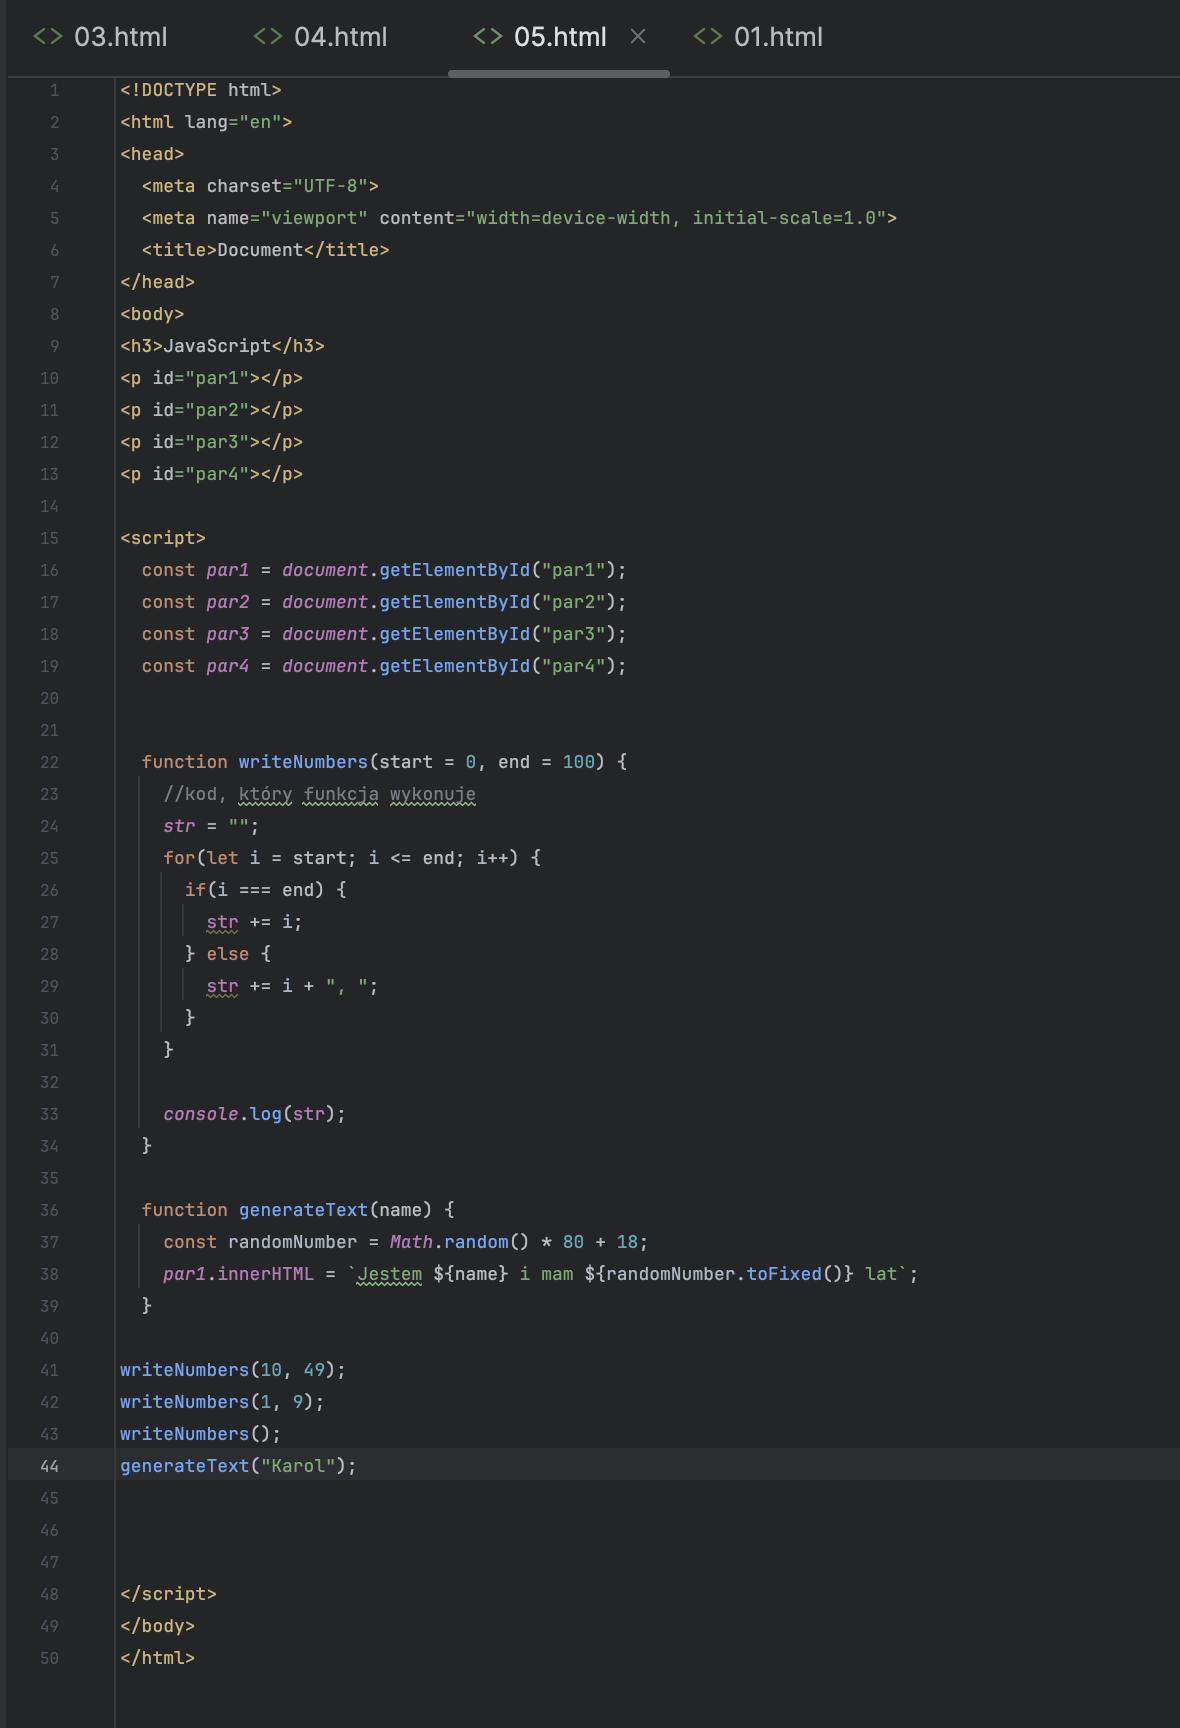 03.html 04.html 05.html 01.html
1 <!DOCTYPE html>
2 <html lang="en">
3 <head>
4   <meta charset="UTF-8">
5   <meta name="viewport" content="width=device-width, initial-scale=1.0">
6   <title>Document</title>
7 </head>
8 <body>
9 <h3>JavaScript</h3>
10 <p id="par1"></p>
11 <p id="par2"></p>
12 <p id="par3"></p>
13 <p id="par4"></p>
14
15 <script>
16   const par1 = document.getElementById("par1");
17   const par2 = document.getElementById("par2");
18   const par3 = document.getElementById("par3");
19   const par4 = document.getElementById("par4");
20
21
22   function writeNumbers(start = 0, end = 100) {
23     //kod, który funkcja wykonuje
24     str = "";
25     for(let i = start; i <= end; i++) {
26       if(i === end) {
27         str += i;
28       } else {
29         str += i + ", ";
30       }
31     }
32
33     console.log(str);
34   }
35
36   function generateText(name) {
37     const randomNumber = Math.random() * 80 + 18;
38     par1.innerHTML = `Jestem ${name} i mam ${randomNumber.toFixed()} lat`;
39   }
40
41 writeNumbers(10, 49);
42 writeNumbers(1, 9);
43 writeNumbers();
44 generateText("Karol");
45
46
47
48 </script>
49 </body>
50 </html>